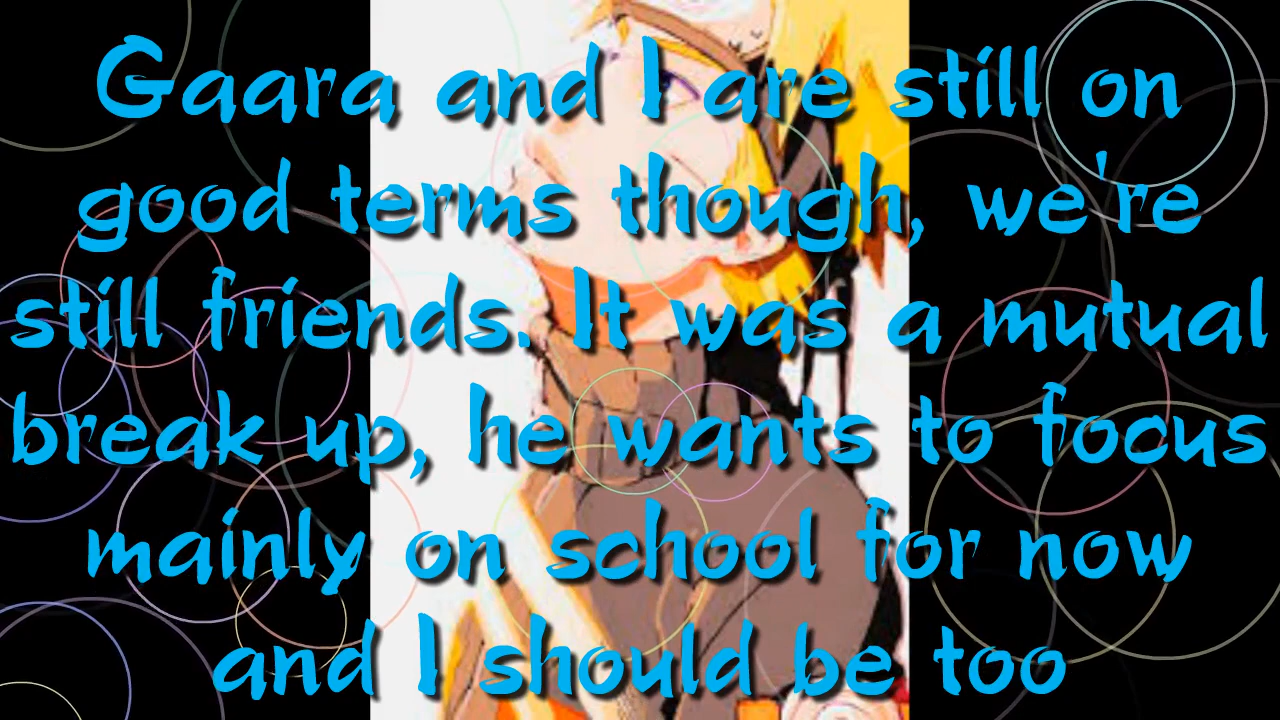 Gaara and I are still on
good terms though, we're
still friends. It was a mutual
break up, he wants to focus
mainly on school for now
and I should be too